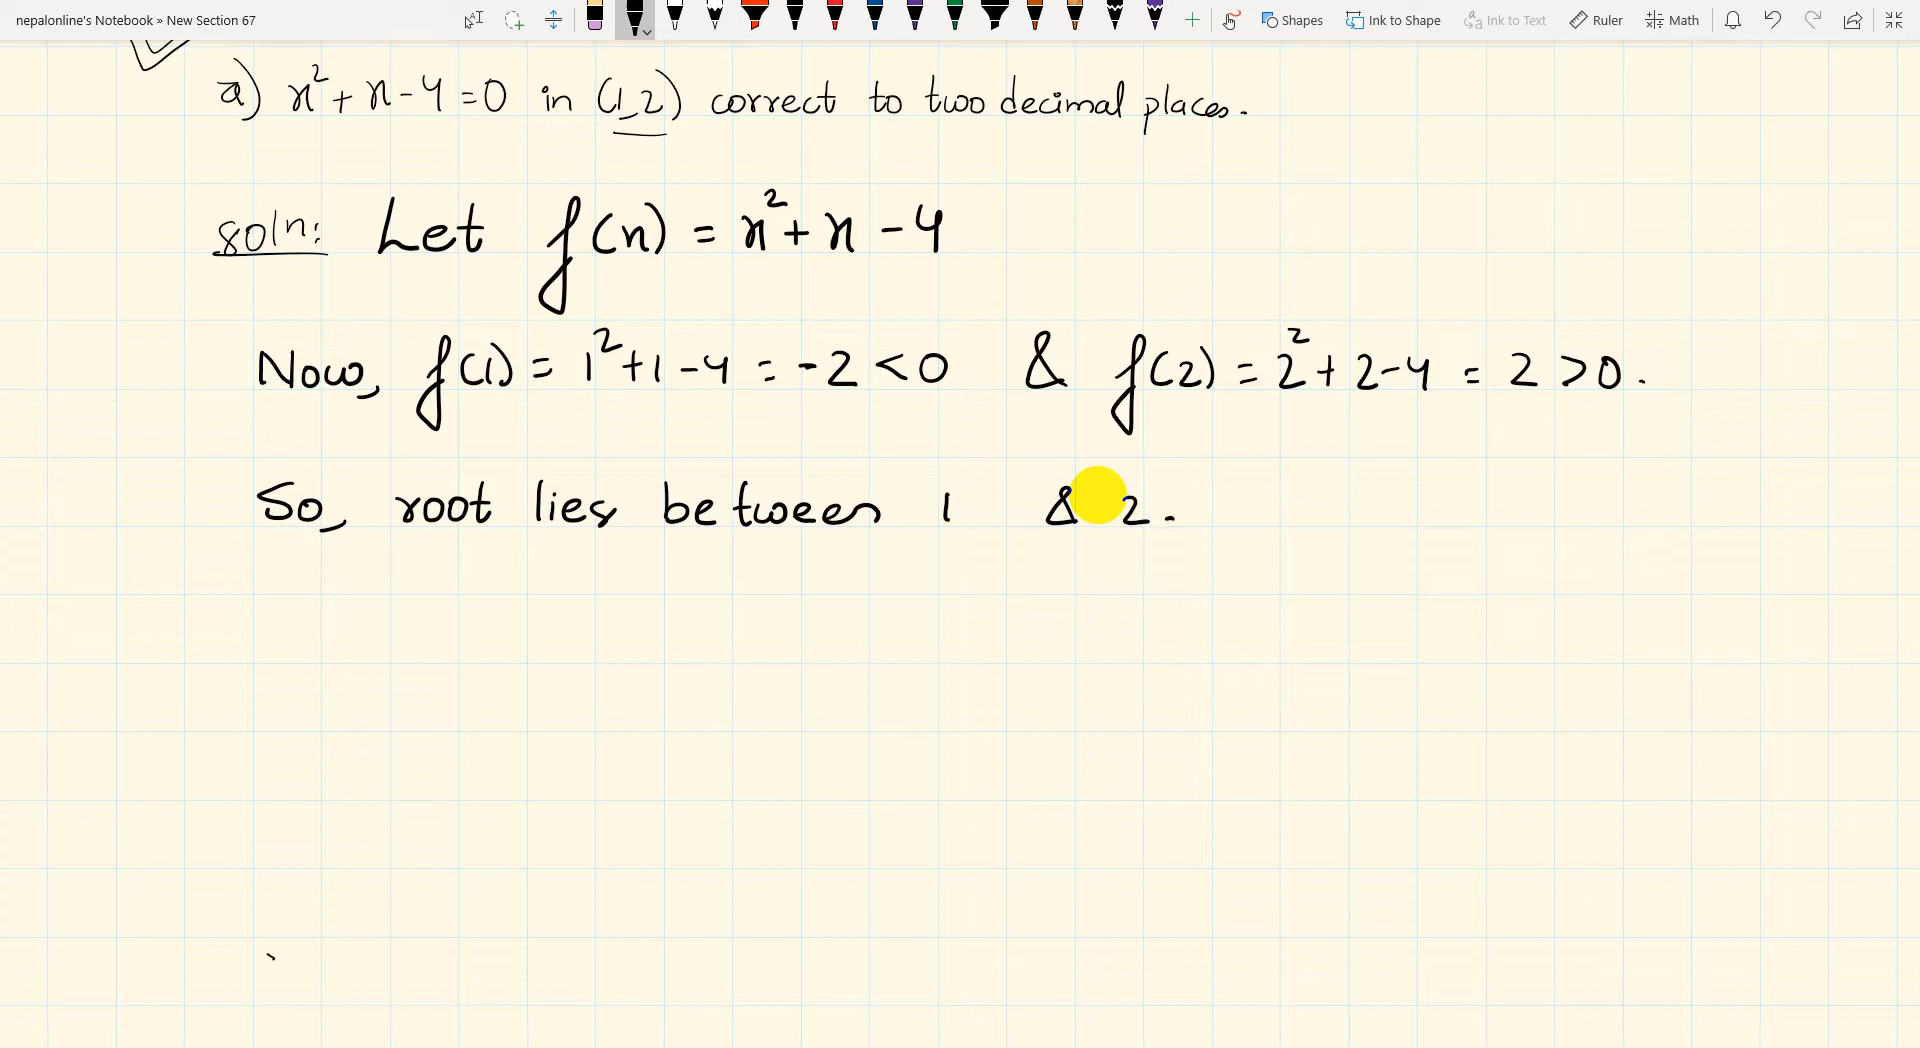 nepalonline's Notebook » New Section 67
Shapes Ink to Shape Ink to Text Ruler Math
a) x² + x - 4 = 0 in (1, 2) correct to two decimal places.
soln: Let f(x) = x² + x - 4
Now, f(1) = 1² + 1 - 4 = -2 < 0 & f(2) = 2² + 2 - 4 = 2 > 0.
So, root lies between 1 & 2.